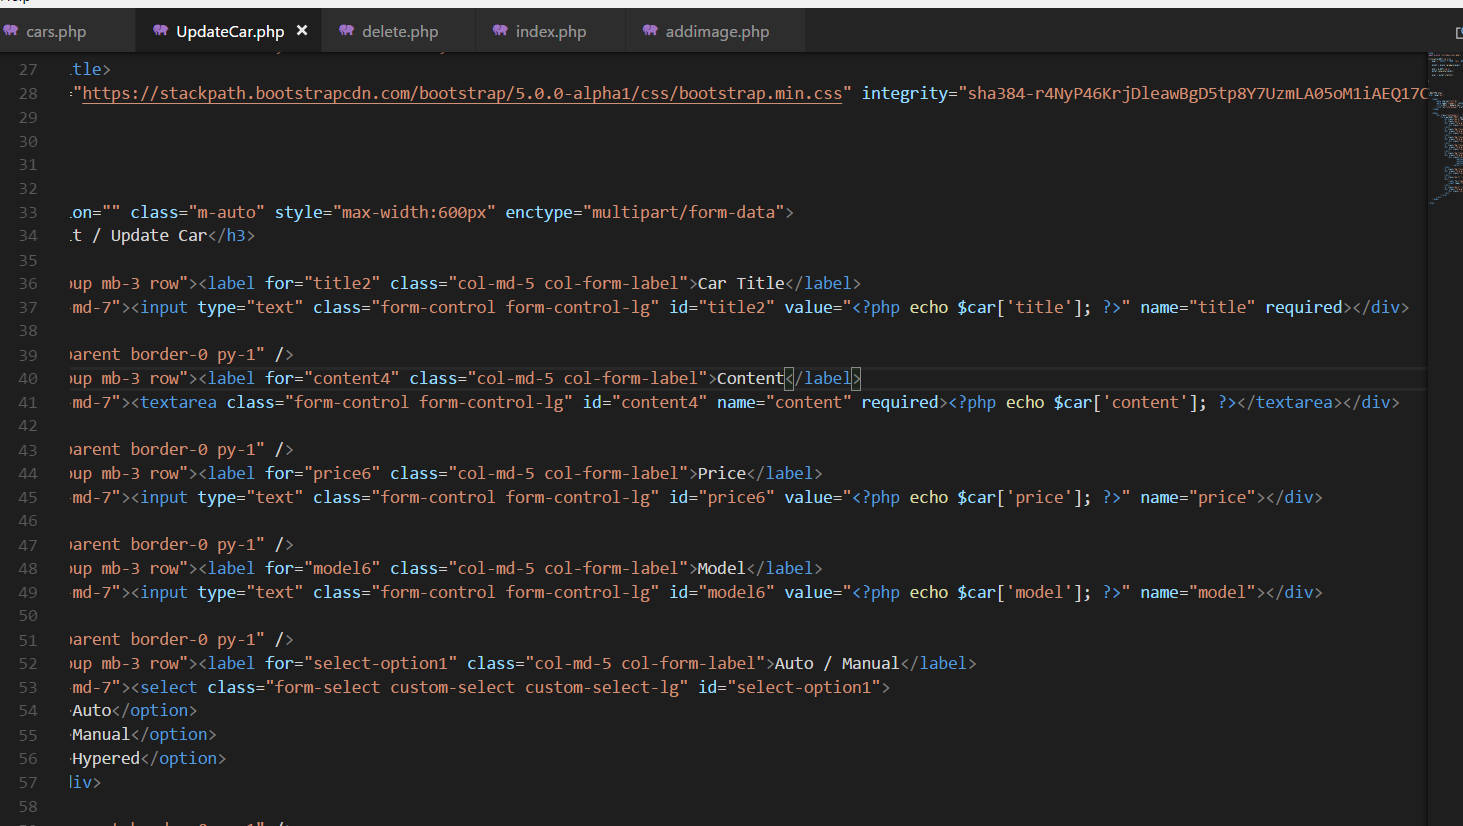 cars.php UpdateCar.php × delete.php index.php addimage.php
27 tle>
28 ="https://stackpath.bootstrapcdn.com/bootstrap/5.0.0-alpha1/css/bootstrap.min.css" integrity="sha384-r4NyP46KrjDleawBgD5tp8Y7UzmLA05oM1iAEQ17C
29
30
31
32
33 ion="" class="m-auto" style="max-width:600px" enctype="multipart/form-data">
34 it / Update Car</h3>
35
36 oup mb-3 row"><label for="title2" class="col-md-5 col-form-label">Car Title</label>
37 -md-7"><input type="text" class="form-control form-control-lg" id="title2" value="<?php echo $car['title']; ?>" name="title" required></div>
38
39 parent border-0 py-1" />
40 oup mb-3 row"><label for="content4" class="col-md-5 col-form-label">Content</label>
41 -md-7"><textarea class="form-control form-control-lg" id="content4" name="content" required><?php echo $car['content']; ?></textarea></div>
42
43 parent border-0 py-1" />
44 oup mb-3 row"><label for="price6" class="col-md-5 col-form-label">Price</label>
45 -md-7"><input type="text" class="form-control form-control-lg" id="price6" value="<?php echo $car['price']; ?>" name="price"></div>
46
47 parent border-0 py-1" />
48 oup mb-3 row"><label for="model6" class="col-md-5 col-form-label">Model</label>
49 -md-7"><input type="text" class="form-control form-control-lg" id="model6" value="<?php echo $car['model']; ?>" name="model"></div>
50
51 parent border-0 py-1" />
52 oup mb-3 row"><label for="select-option1" class="col-md-5 col-form-label">Auto / Manual</label>
53 -md-7"><select class="form-select custom-select custom-select-lg" id="select-option1">
54 >Auto</option>
55 >Manual</option>
56 >Hypered</option>
57 div>
58